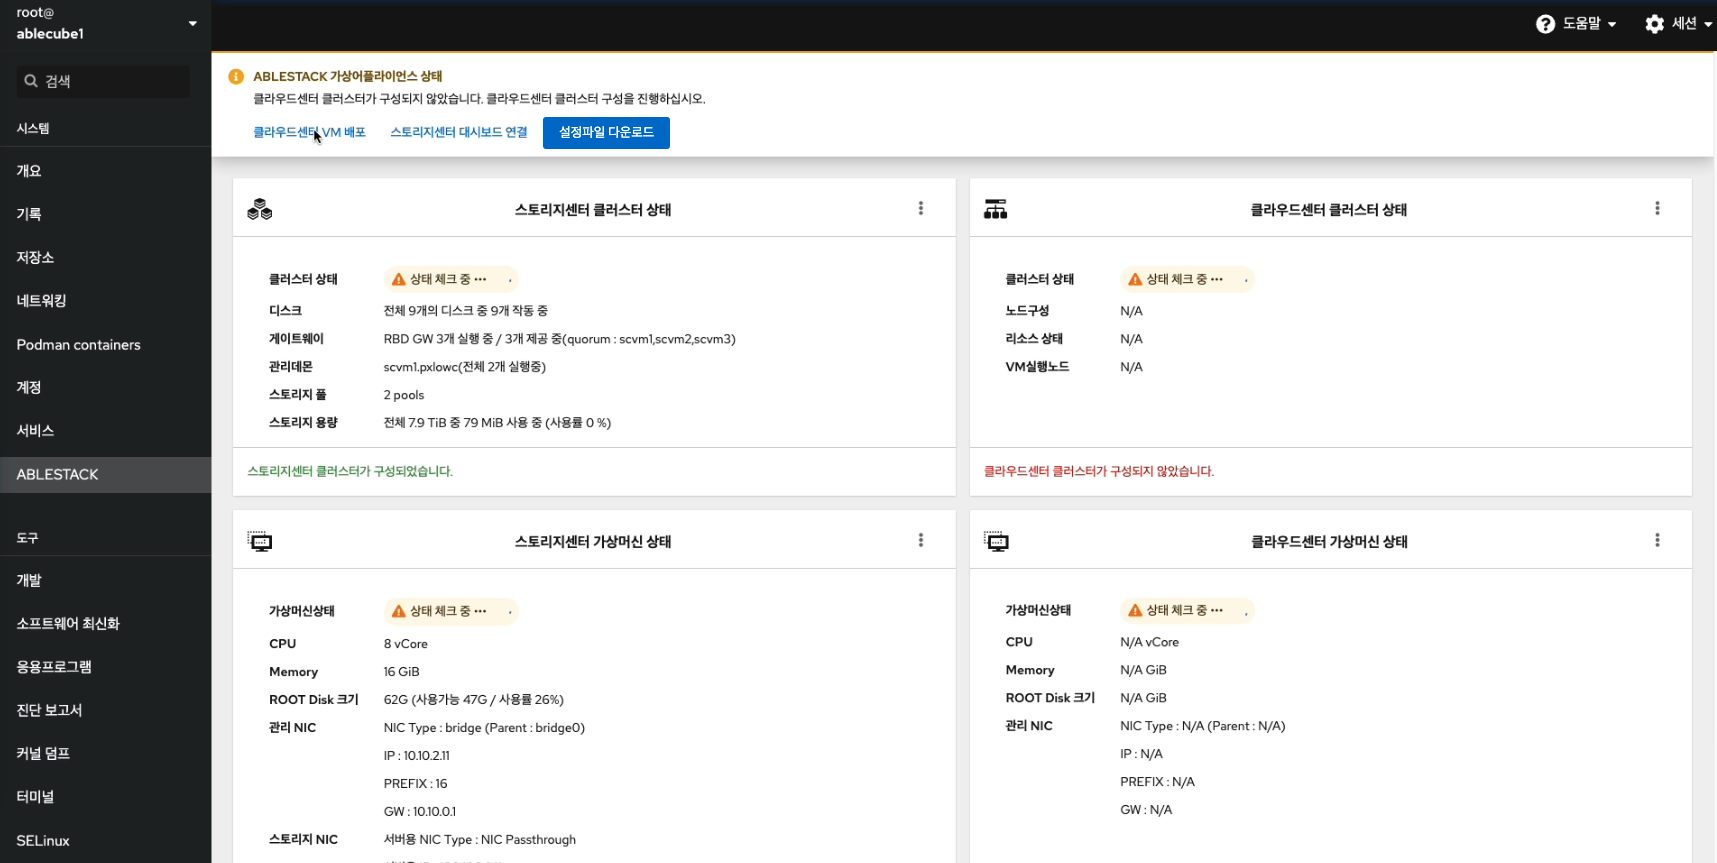 root@
ablecube1
도움말
세션
검색
시스템
개요
기록
저장소
네트워킹
Podman containers
계정
서비스
ABLESTACK
도구
개발
소프트웨어 최신화
응용프로그램
진단 보고서
커널 덤프
터미널
SELinux
ABLESTACK 가상어플라이언스 상태
클라우드센터 클러스터가 구성되지 않았습니다. 클라우드센터 클러스터 구성을 진행하십시오.
클라우드센터 VM 배포 스토리지센터 대시보드 연결 설정파일 다운로드
스토리지센터 클러스터 상태
클러스터 상태 상태 체크 중 •••
디스크 전체 9개의 디스크 중 9개 작동 중
게이트웨이 RBD GW 3개 실행 중 / 3개 제공 중(quorum : scvm1,scvm2,scvm3)
관리데몬 scvm1.pxlowc(전체 2개 실행중)
스토리지 풀 2 pools
스토리지 용량 전체 7.9 TiB 중 79 MiB 사용 중 (사용률 0 %)
스토리지센터 클러스터가 구성되었습니다.
클라우드센터 클러스터 상태
클러스터 상태 상태 체크 중 •••
노드구성 N/A
리소스 상태 N/A
VM실행노드 N/A
클라우드센터 클러스터가 구성되지 않았습니다.
스토리지센터 가상머신 상태
가상머신상태 상태 체크 중 •••
CPU 8 vCore
Memory 16 GiB
ROOT Disk 크기 62G (사용가능 47G / 사용률 26%)
관리 NIC NIC Type : bridge (Parent : bridge0)
IP : 10.10.2.11
PREFIX : 16
GW : 10.10.0.1
스토리지 NIC 서버용 NIC Type : NIC Passthrough
클라우드센터 가상머신 상태
가상머신상태 상태 체크 중 •••
CPU N/A vCore
Memory N/A GiB
ROOT Disk 크기 N/A GiB
관리 NIC NIC Type : N/A (Parent : N/A)
IP : N/A
PREFIX : N/A
GW : N/A